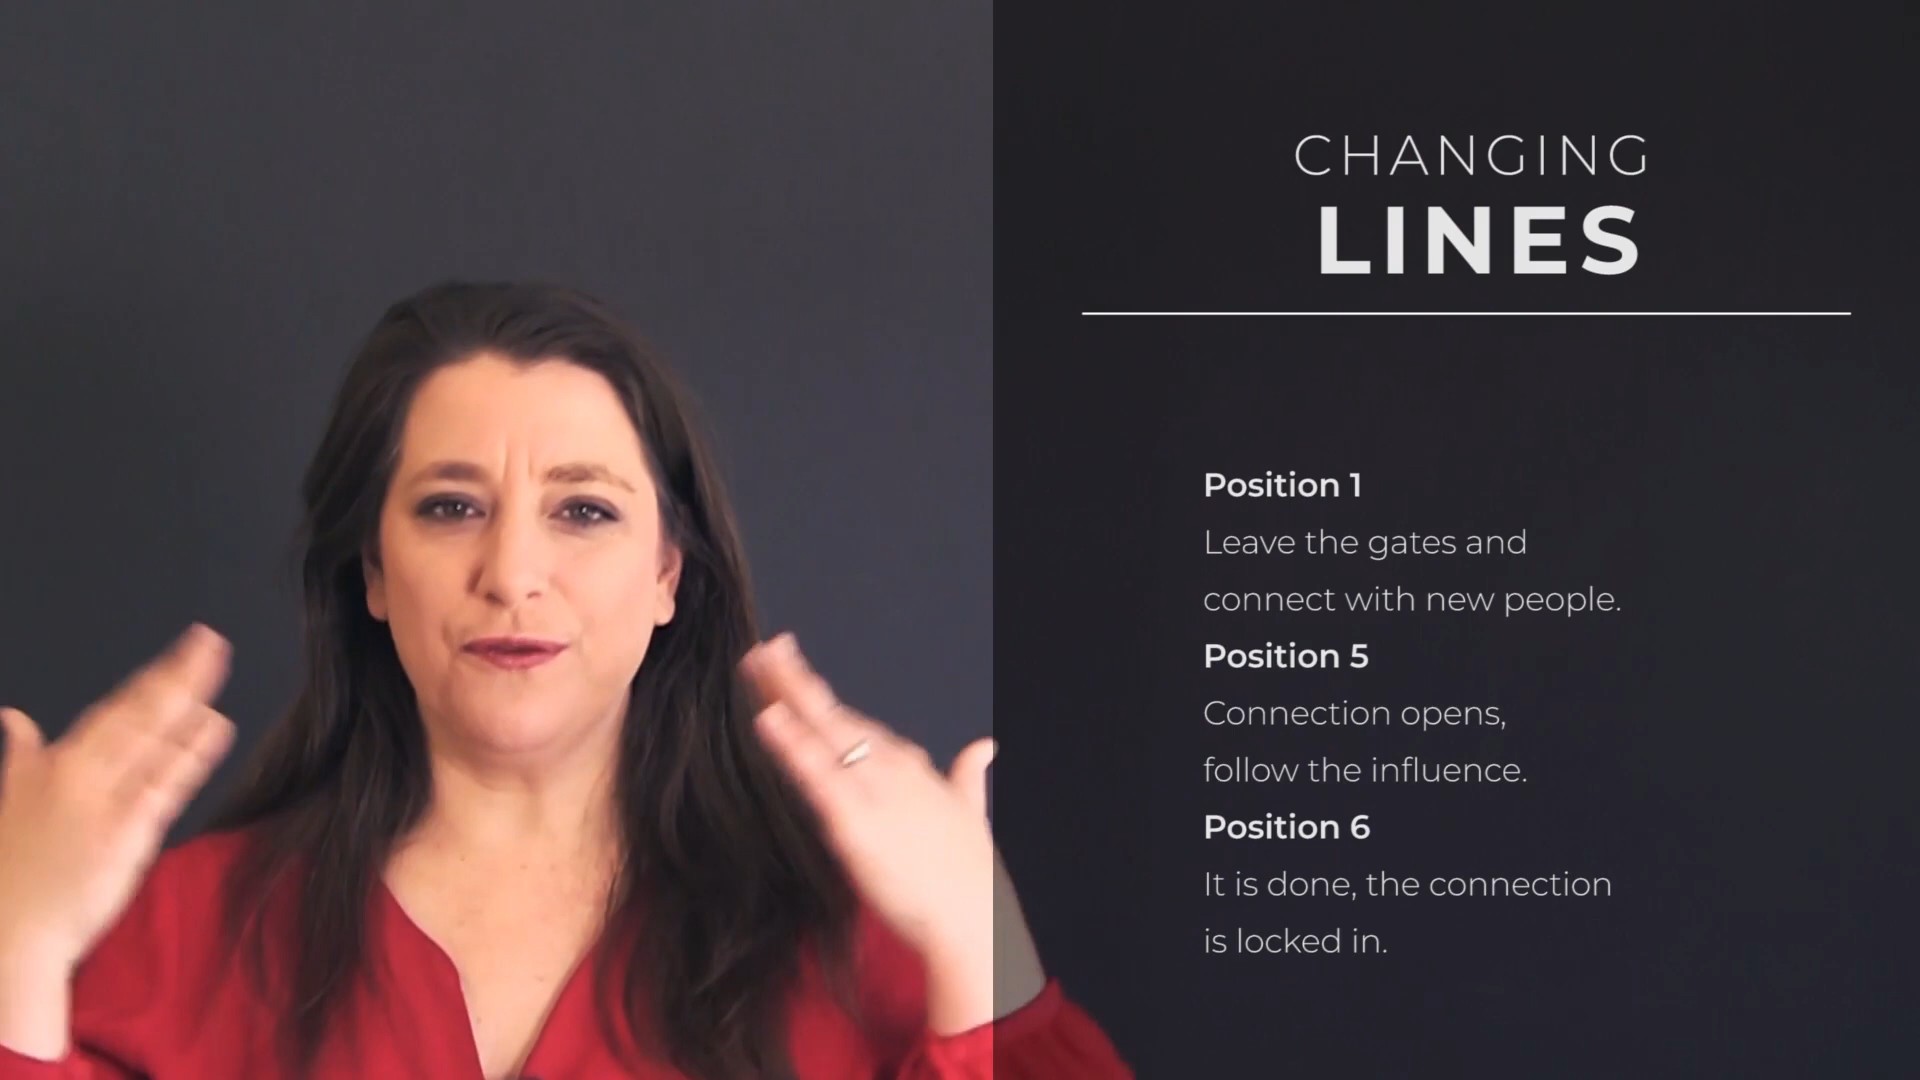 CHANGING
LINES
Position 1
Leave the gates and
connect with new people.
Position 5
Connection opens,
follow the influence.
Position 6
It is done, the connection
is locked in.